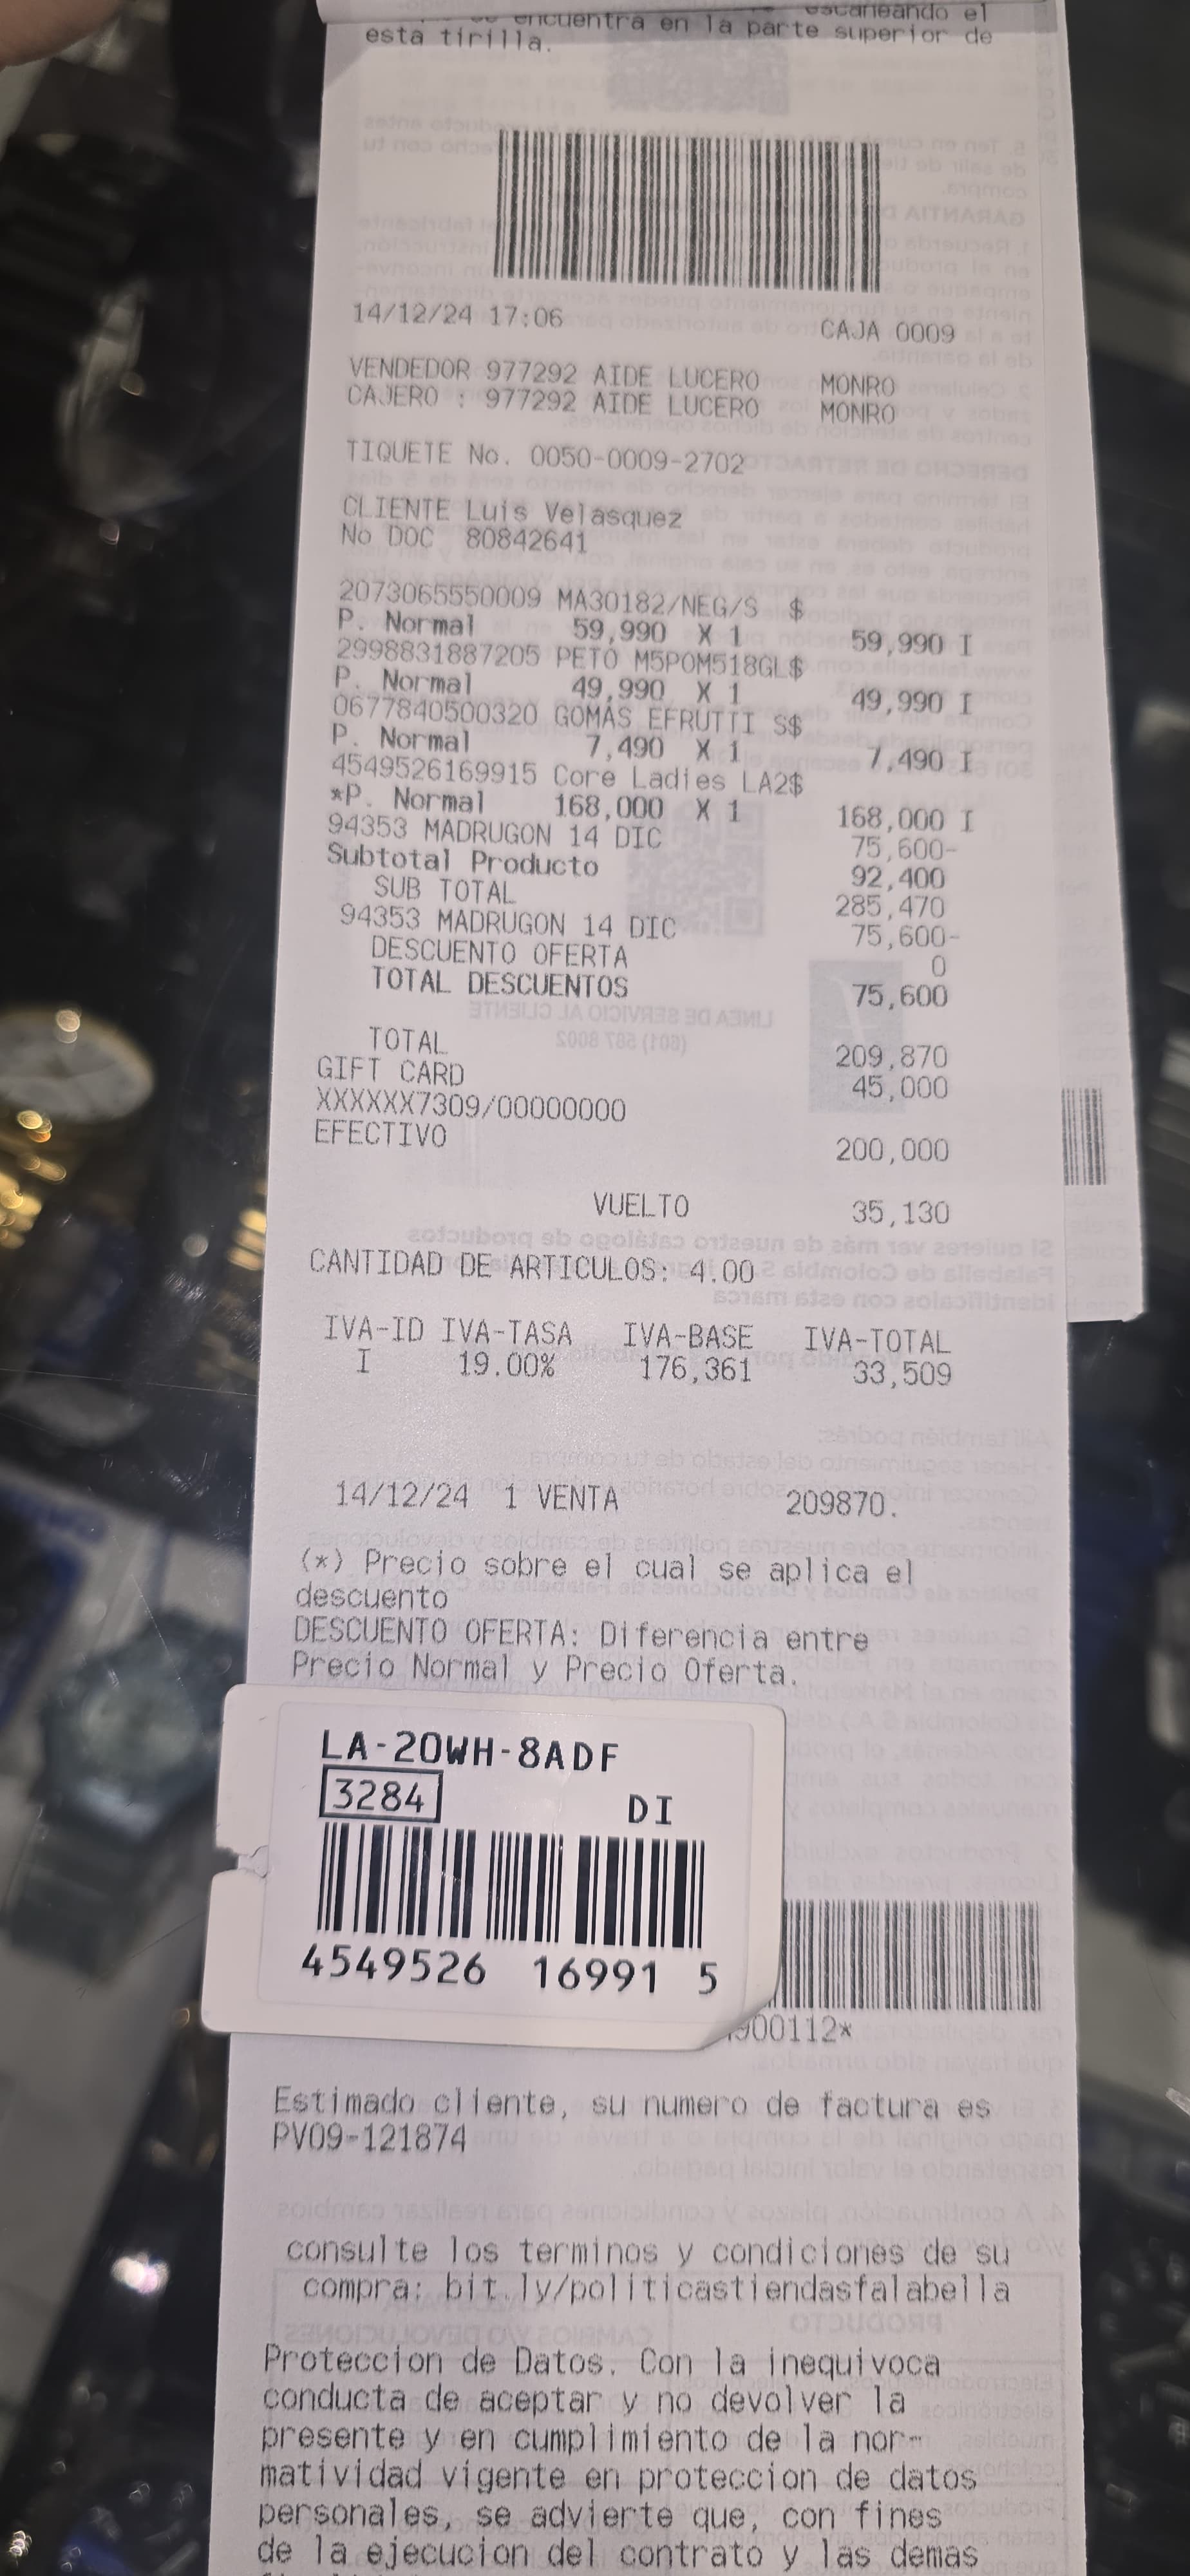 encuentra en la parte superior de
escaneando el
esta tirilla.
14/12/24 17:06 CAJA 0009
VENDEDOR 977292 AIDE LUCERO MONRO
CAJERO : 977292 AIDE LUCERO MONRO
TIQUETE No. 0050-0009-2702
CLIENTE Luis Velasquez
No DOC 80842641
2073065550009 MA30182/NEG/S $
P. Normal 59,990 X 1 59,990 I
2998831887205 PETO M5POM518GL$
P. Normal 49,990 X 1 49,990 I
0677840500320 GOMAS EFRUTTI S$
P. Normal 7,490 X 1 7,490 I
4549526169915 Core Ladies LA2$
*P. Normal 168,000 X 1 168,000 I
94353 MADRUGON 14 DIC 75,600-
Subtotal Producto 92,400
SUB TOTAL 285,470
94353 MADRUGON 14 DIC 75,600-
DESCUENTO OFERTA 0
TOTAL DESCUENTOS 75,600
TOTAL 209,870
GIFT CARD 45,000
XXXXXX7309/00000000
EFECTIVO 200,000
VUELTO 35,130
CANTIDAD DE ARTICULOS: 4.00
IVA-ID IVA-TASA IVA-BASE IVA-TOTAL
I 19.00% 176,361 33,509
14/12/24 1 VENTA 209870.
(*) Precio sobre el cual se aplica el
descuento
DESCUENTO OFERTA: Diferencia entre
Precio Normal y Precio Oferta.
LA-20WH-8ADF
3284 DI
4549526 16991 5
900112*
Estimado cliente, su numero de factura es
PV09-121874
consulte los terminos y condiciones de su
compra: bit.ly/politicastiendasfalabella
Proteccion de Datos. Con la inequivoca
conducta de aceptar y no devolver la
presente y en cumplimiento de la nor-
matividad vigente en proteccion de datos
personales, se advierte que, con fines
de la ejecucion del contrato y las demas